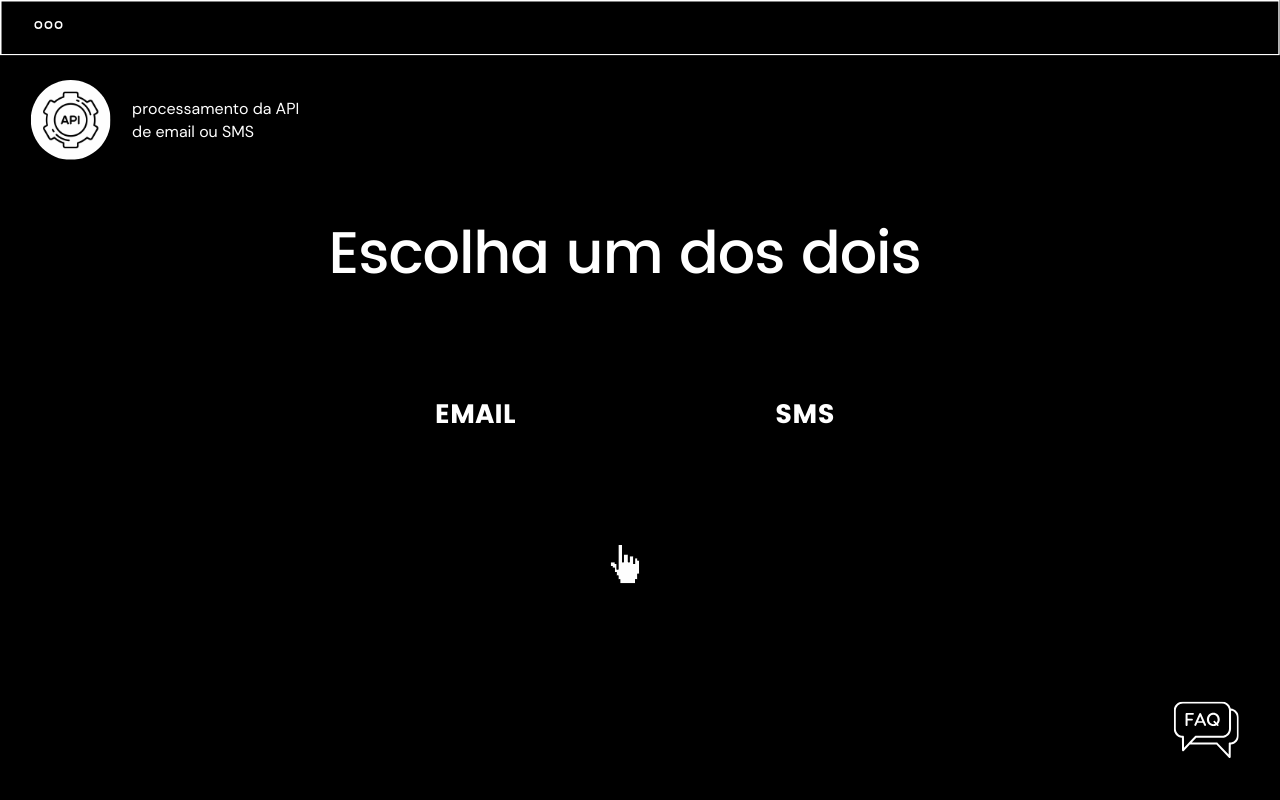 API
processamento da API
de email ou SMS
Escolha um dos dois
EMAIL
SMS
FAQ